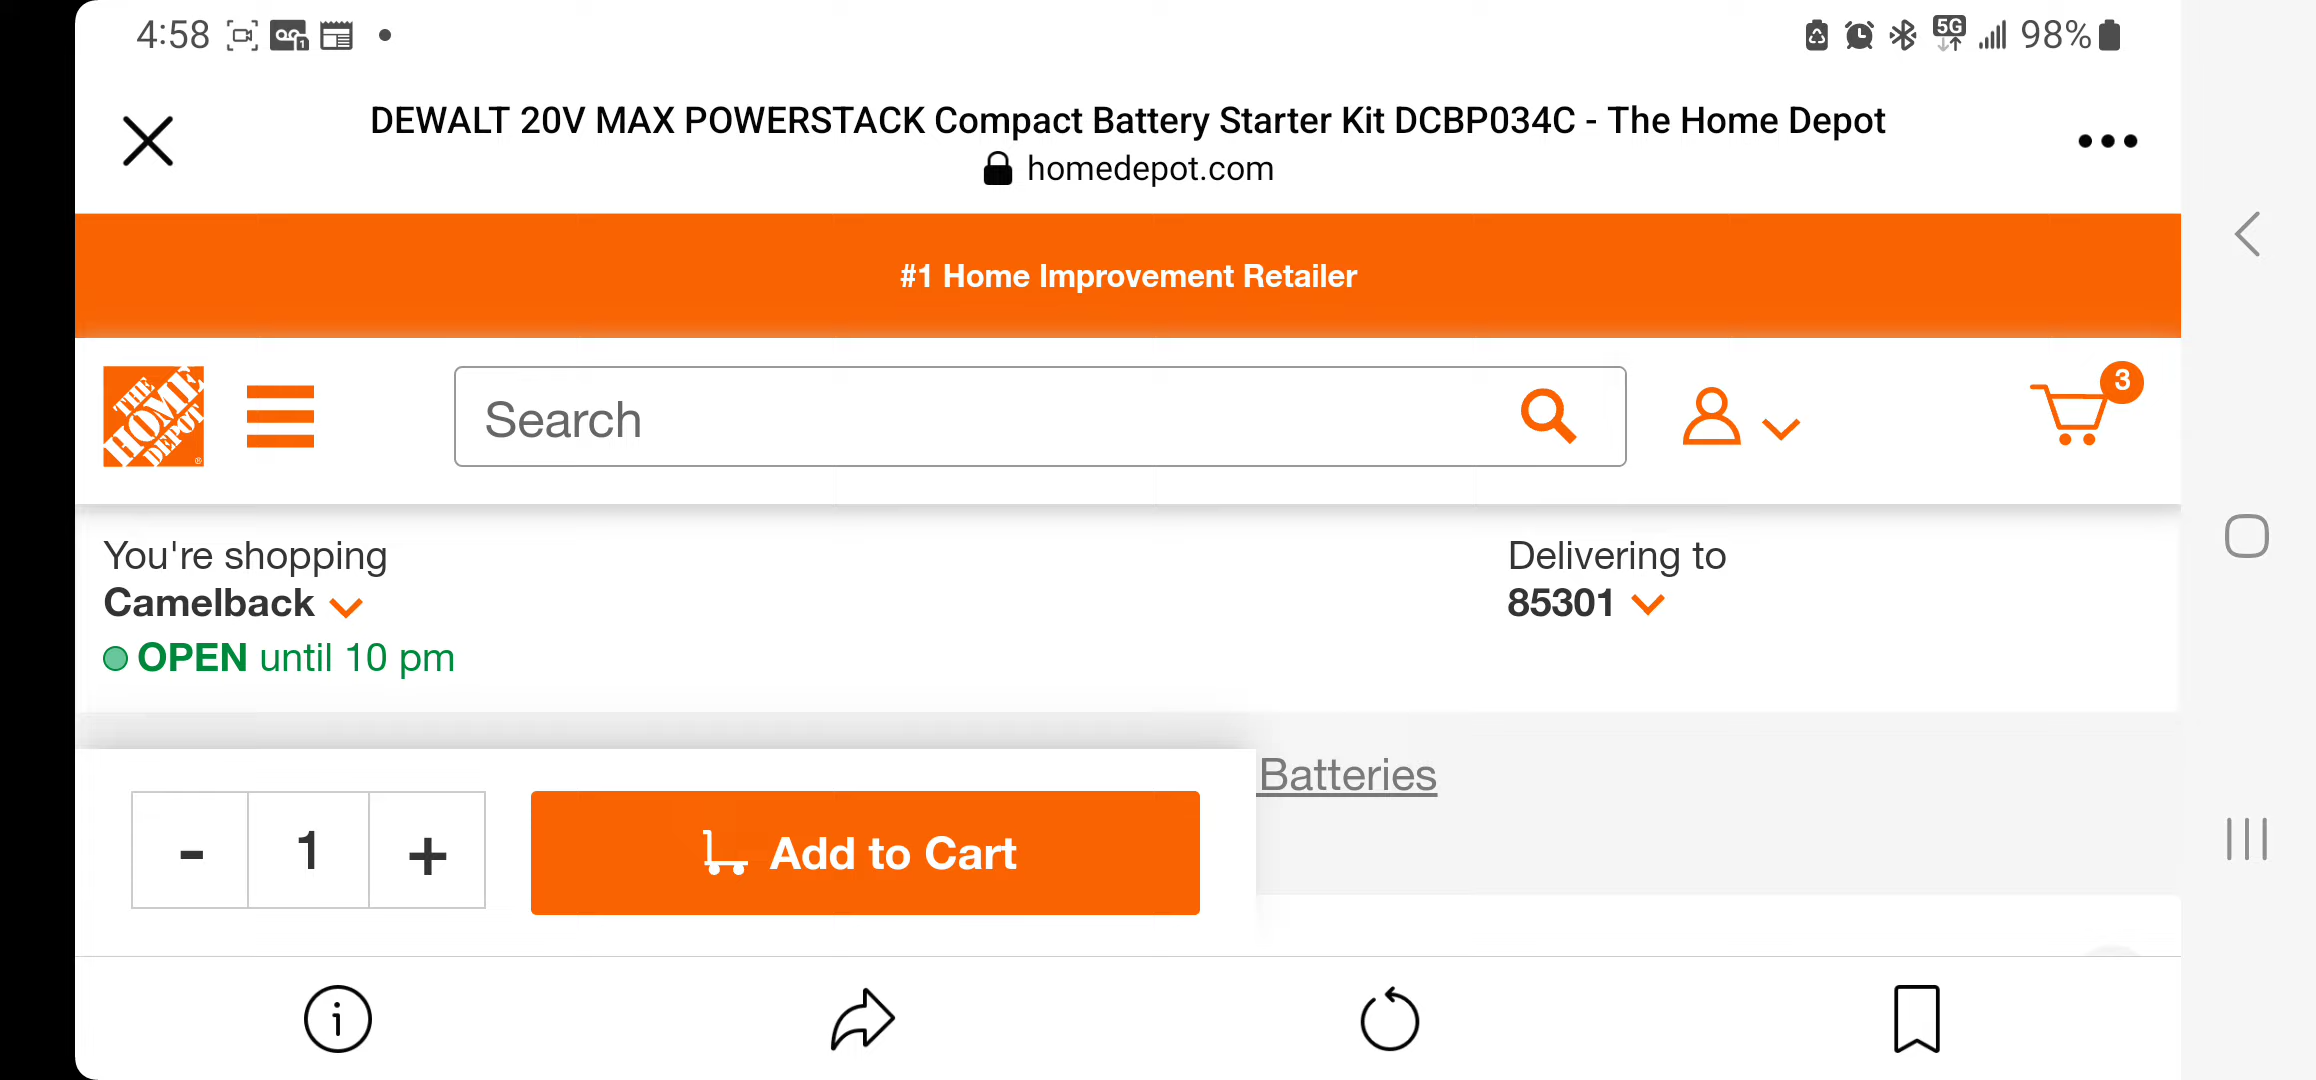 4:58
5G
98%
DEWALT 20V MAX POWERSTACK Compact Battery Starter Kit DCBP034C - The Home Depot
homedepot.com
#1 Home Improvement Retailer
THE
HOME
DEPOT
Search
3
You're shopping
Camelback
OPEN until 10 pm
Delivering to
85301
Batteries
- 1 +
Add to Cart